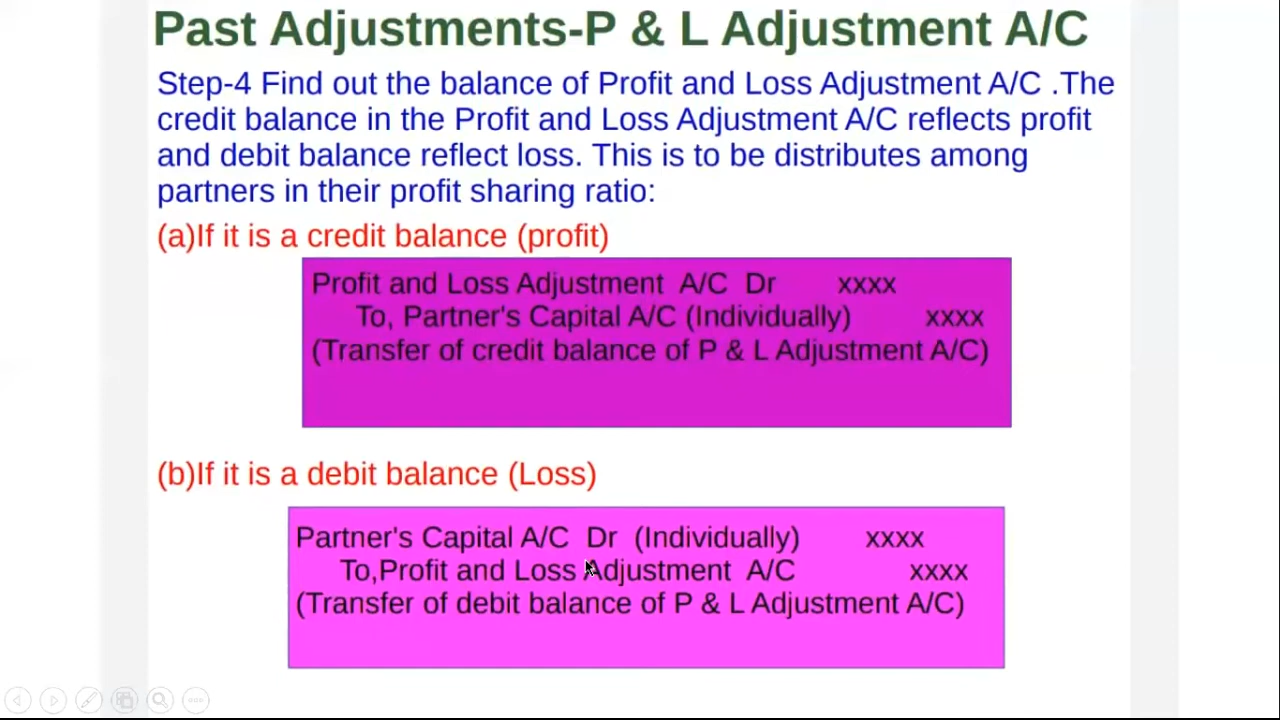 Past Adjustments-P & L Adjustment A/C
Step-4 Find out the balance of Profit and Loss Adjustment A/C .The
credit balance in the Profit and Loss Adjustment A/C reflects profit
and debit balance reflect loss. This is to be distributes among
partners in their profit sharing ratio:
(a)If it is a credit balance (profit)
Profit and Loss Adjustment A/C Dr xxxx
To, Partner's Capital A/C (Individually) xxxx
(Transfer of credit balance of P & L Adjustment A/C)
(b)If it is a debit balance (Loss)
Partner's Capital A/C Dr (Individually) xxxx
To,Profit and Loss Adjustment A/C xxxx
(Transfer of debit balance of P & L Adjustment A/C)